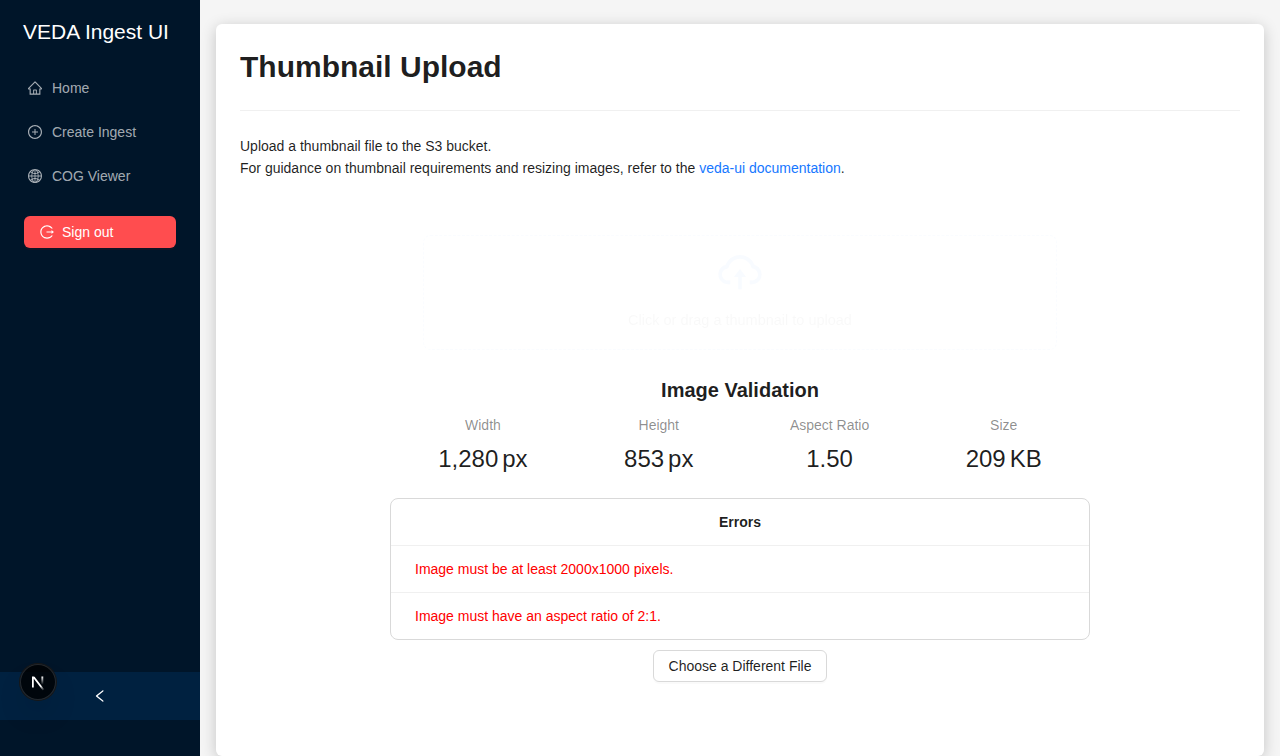 VEDA Ingest UI
Home
Create Ingest
COG Viewer
Sign out
Thumbnail Upload
Upload a thumbnail file to the S3 bucket.
For guidance on thumbnail requirements and resizing images, refer to the veda-ui documentation.
Click or drag a thumbnail to upload
Image Validation
Width
Height
Aspect Ratio
Size
1,280 px
853 px
1.50
209 KB
Errors
Image must be at least 2000x1000 pixels.
Image must have an aspect ratio of 2:1.
Choose a Different File